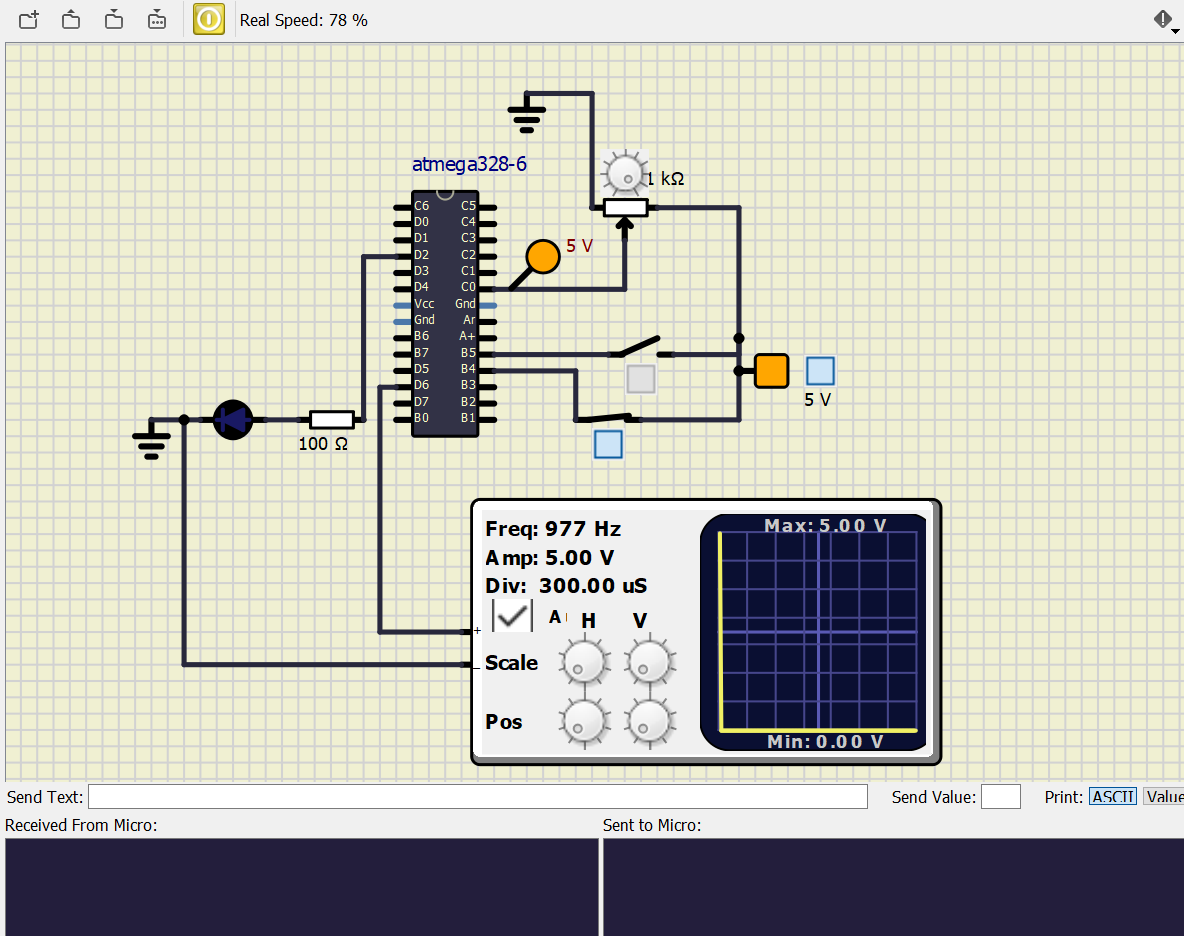 Real Speed: 78 %
atmega328-6
1 kΩ
5 V
C6 C5
D0 C4
D1 C3
D2 C2
D3 C1
D4 C0
Vcc Gnd
Gnd Ar
B6 A+
B7 B5
D5 B4
D6 B3
D7 B2
B0 B1
5 V
100 Ω
Freq: 977 Hz
Amp: 5.00 V
Div: 300.00 uS
A H V
+
Scale
−
Pos
Max: 5.00 V
Min: 0.00 V
Send Text: Send Value: Print: ASCII Value
Received From Micro: Sent to Micro: